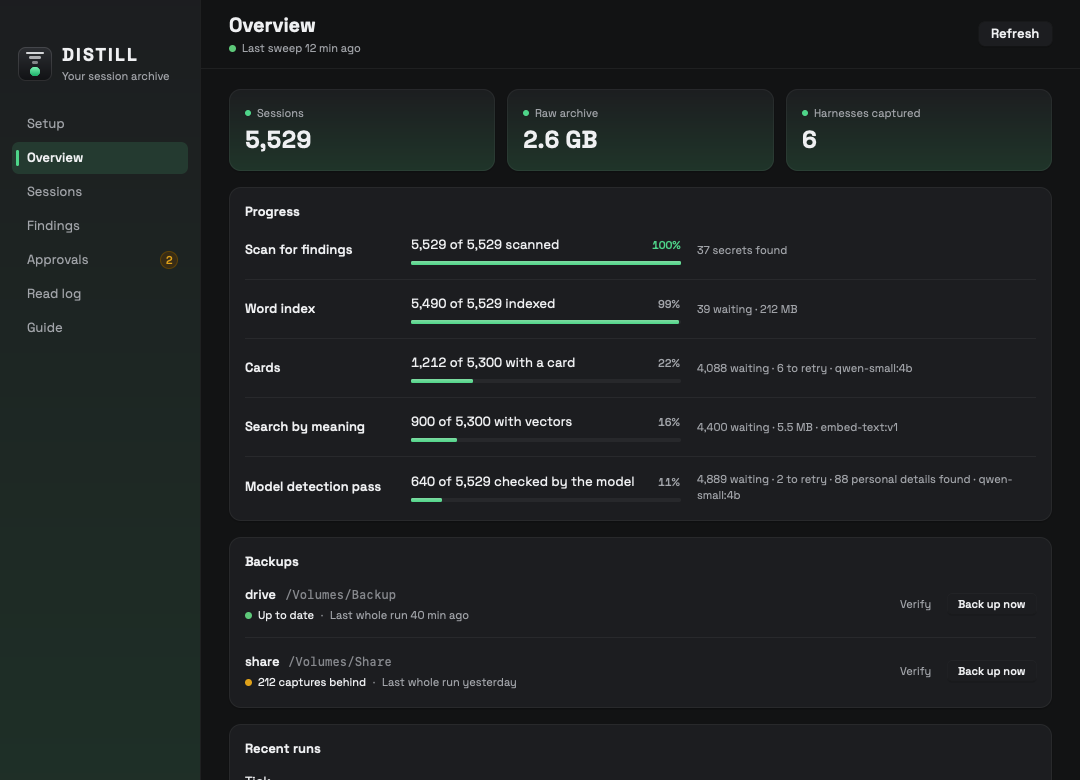 DISTILL
Your session archive
Setup
Overview
Sessions
Findings
Approvals
2
Read log
Guide
Overview
Last sweep 12 min ago
Refresh
Sessions
5,529
Raw archive
2.6 GB
Harnesses captured
6
Progress
Scan for findings
5,529 of 5,529 scanned
100%
37 secrets found
Word index
5,490 of 5,529 indexed
99%
39 waiting · 212 MB
Cards
1,212 of 5,300 with a card
22%
4,088 waiting · 6 to retry · qwen-small:4b
Search by meaning
900 of 5,300 with vectors
16%
4,400 waiting · 5.5 MB · embed-text:v1
Model detection pass
640 of 5,529 checked by the model
11%
4,889 waiting · 2 to retry · 88 personal details found · qwen-
small:4b
Backups
drive /Volumes/Backup
Up to date · Last whole run 40 min ago
Verify
Back up now
share /Volumes/Share
212 captures behind · Last whole run yesterday
Verify
Back up now
Recent runs